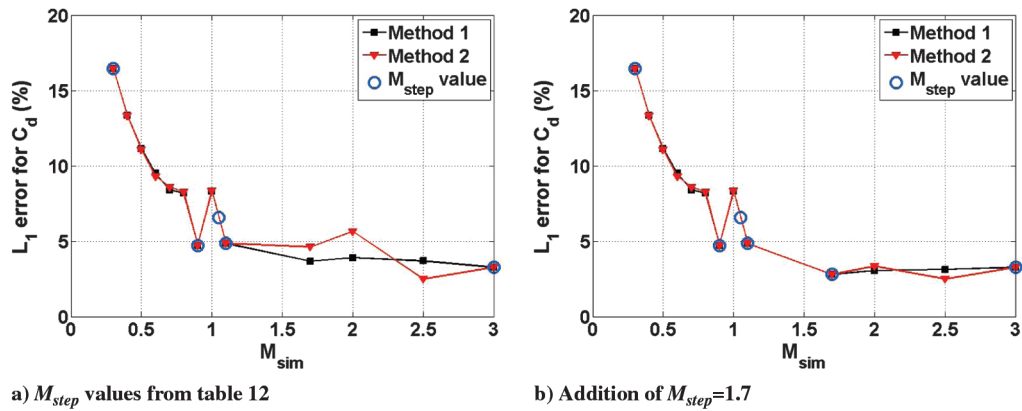 20
15
10
5
0
L1 error for Cd (%)
0 0.5 1 1.5 2 2.5 3
Msim
Method 1
Method 2
Mstep value
a) Mstep values from table 12
20
15
10
5
0
L1 error for Cd (%)
0 0.5 1 1.5 2 2.5 3
Msim
Method 1
Method 2
Mstep value
b) Addition of Mstep=1.7